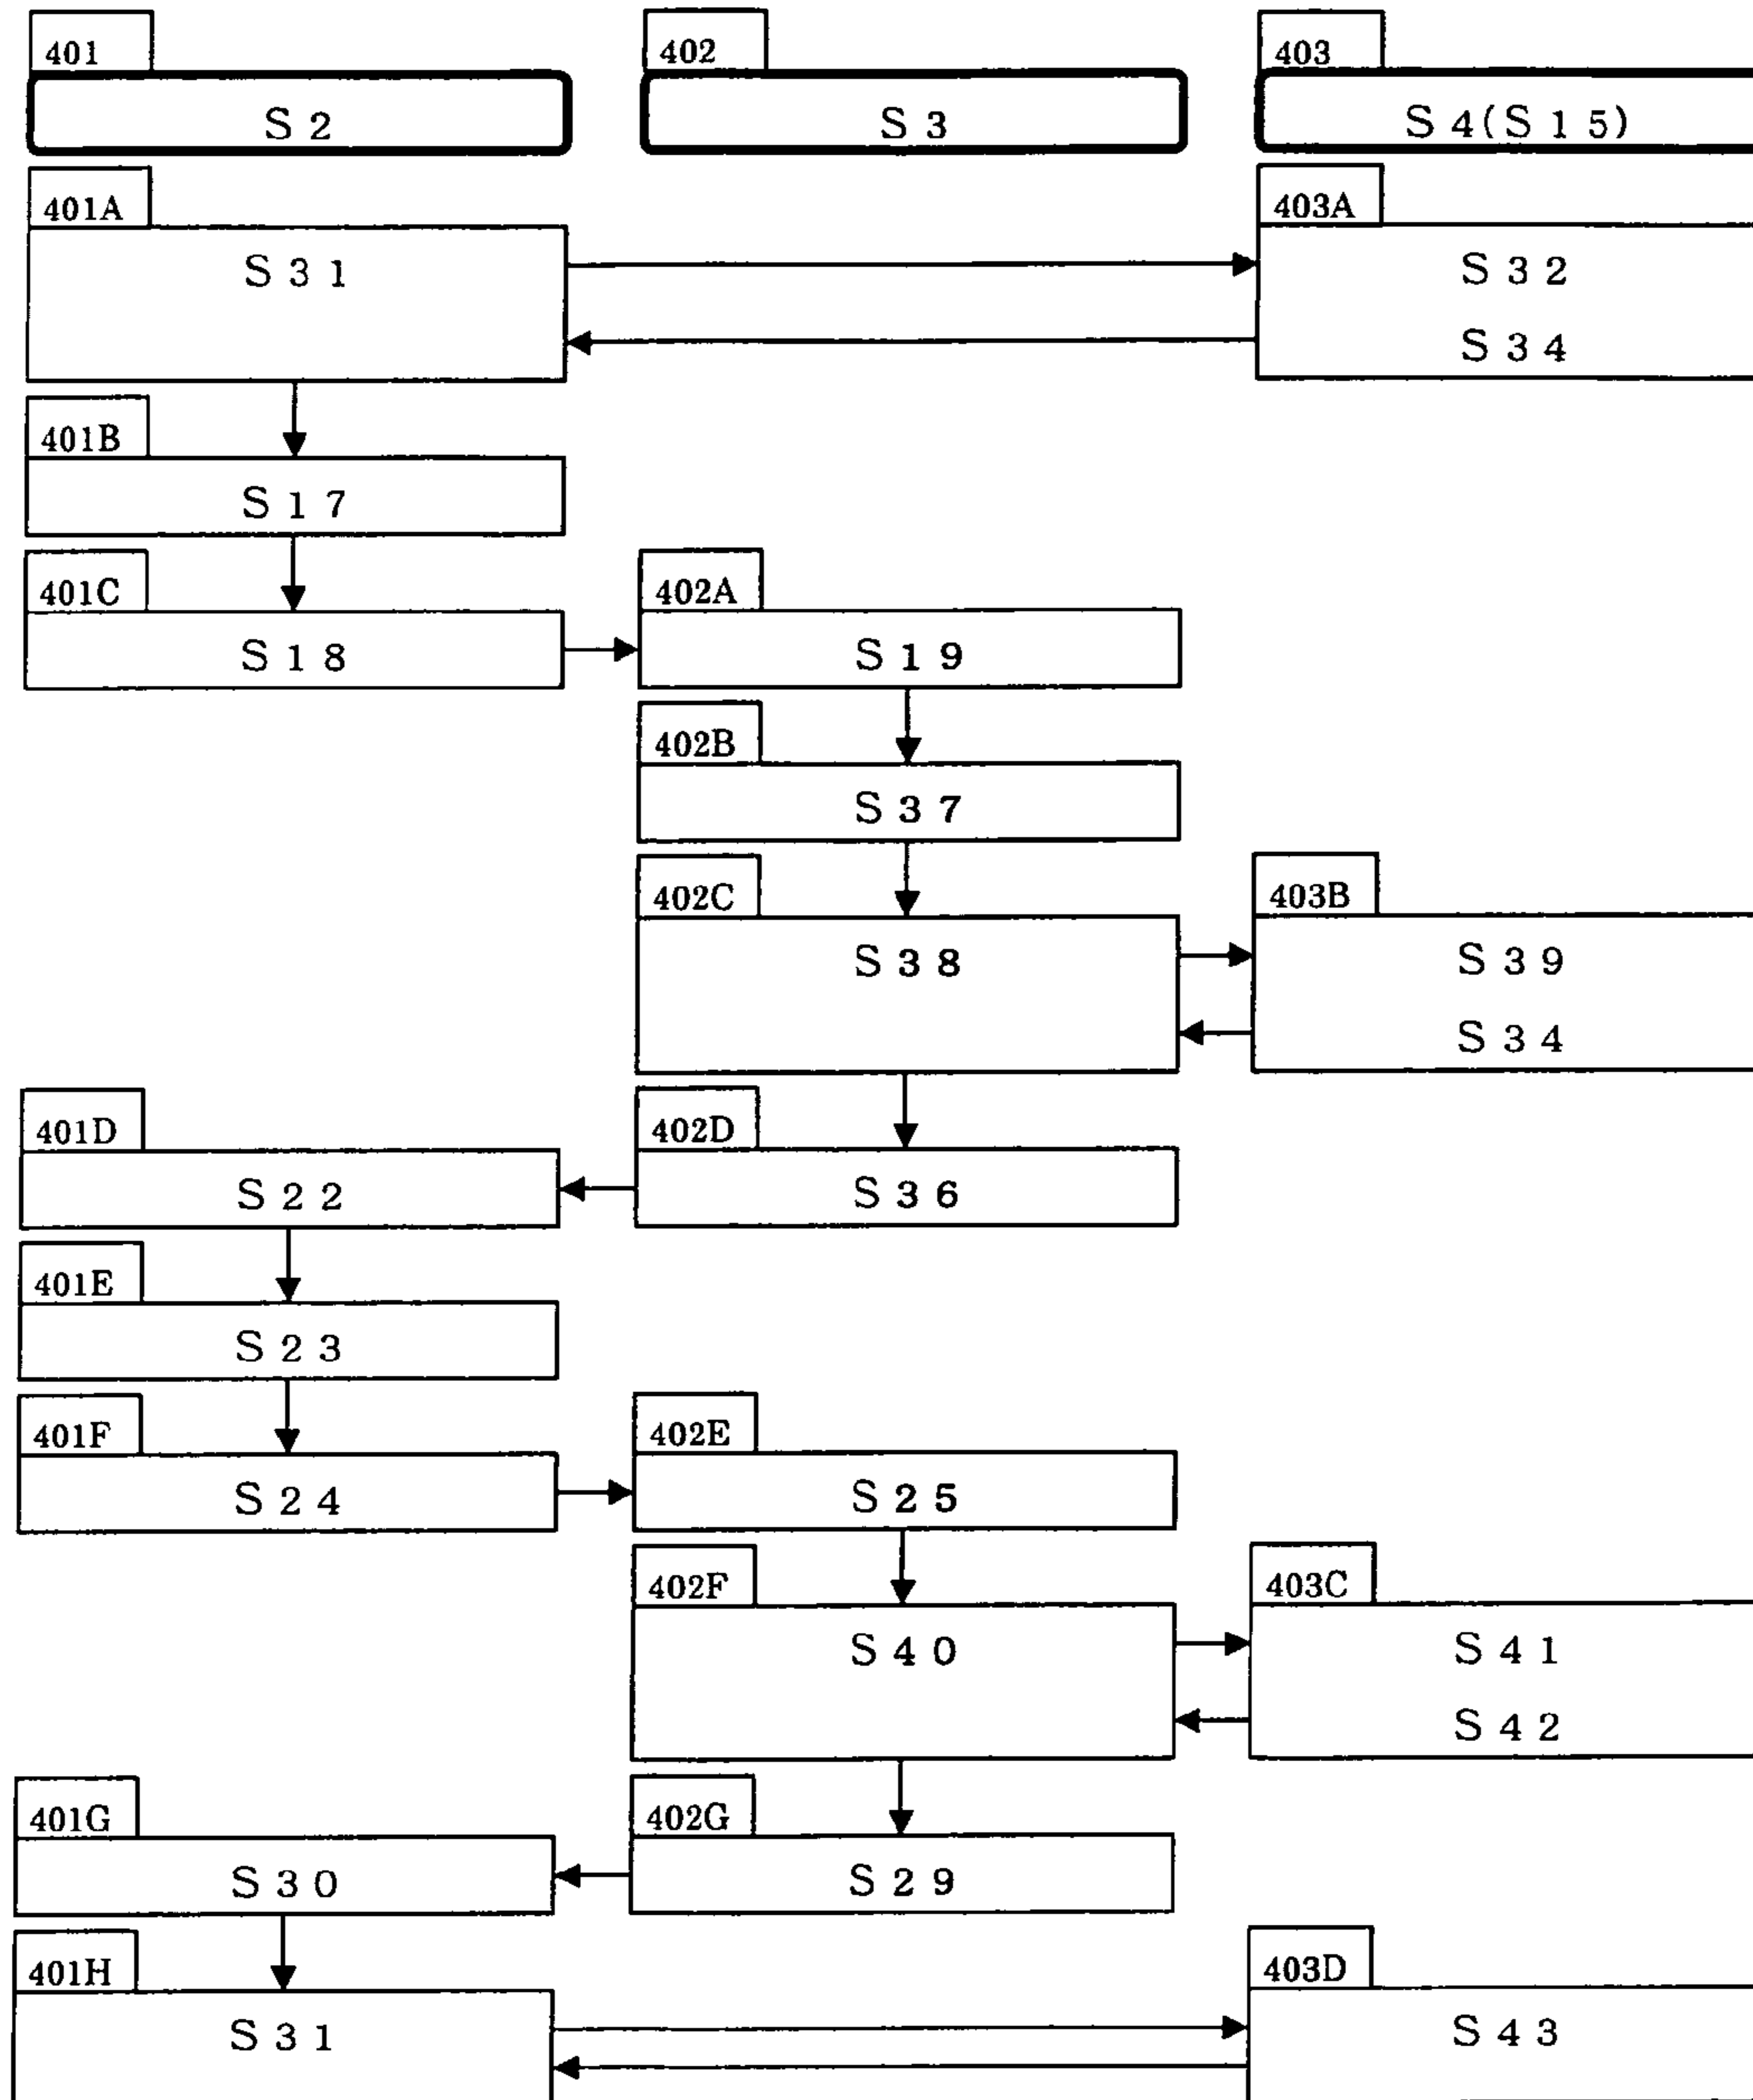 401
402
403
S2
S3
S4(S15)
401A
403A
S31
S32
S34
401B
S17
401C
402A
S18
S19
402B
S37
402C
403B
S38
S39
S34
401D
402D
S22
S36
401E
S23
401F
402E
S24
S25
402F
403C
S40
S41
S42
401G
402G
S30
S29
401H
403D
S31
S43